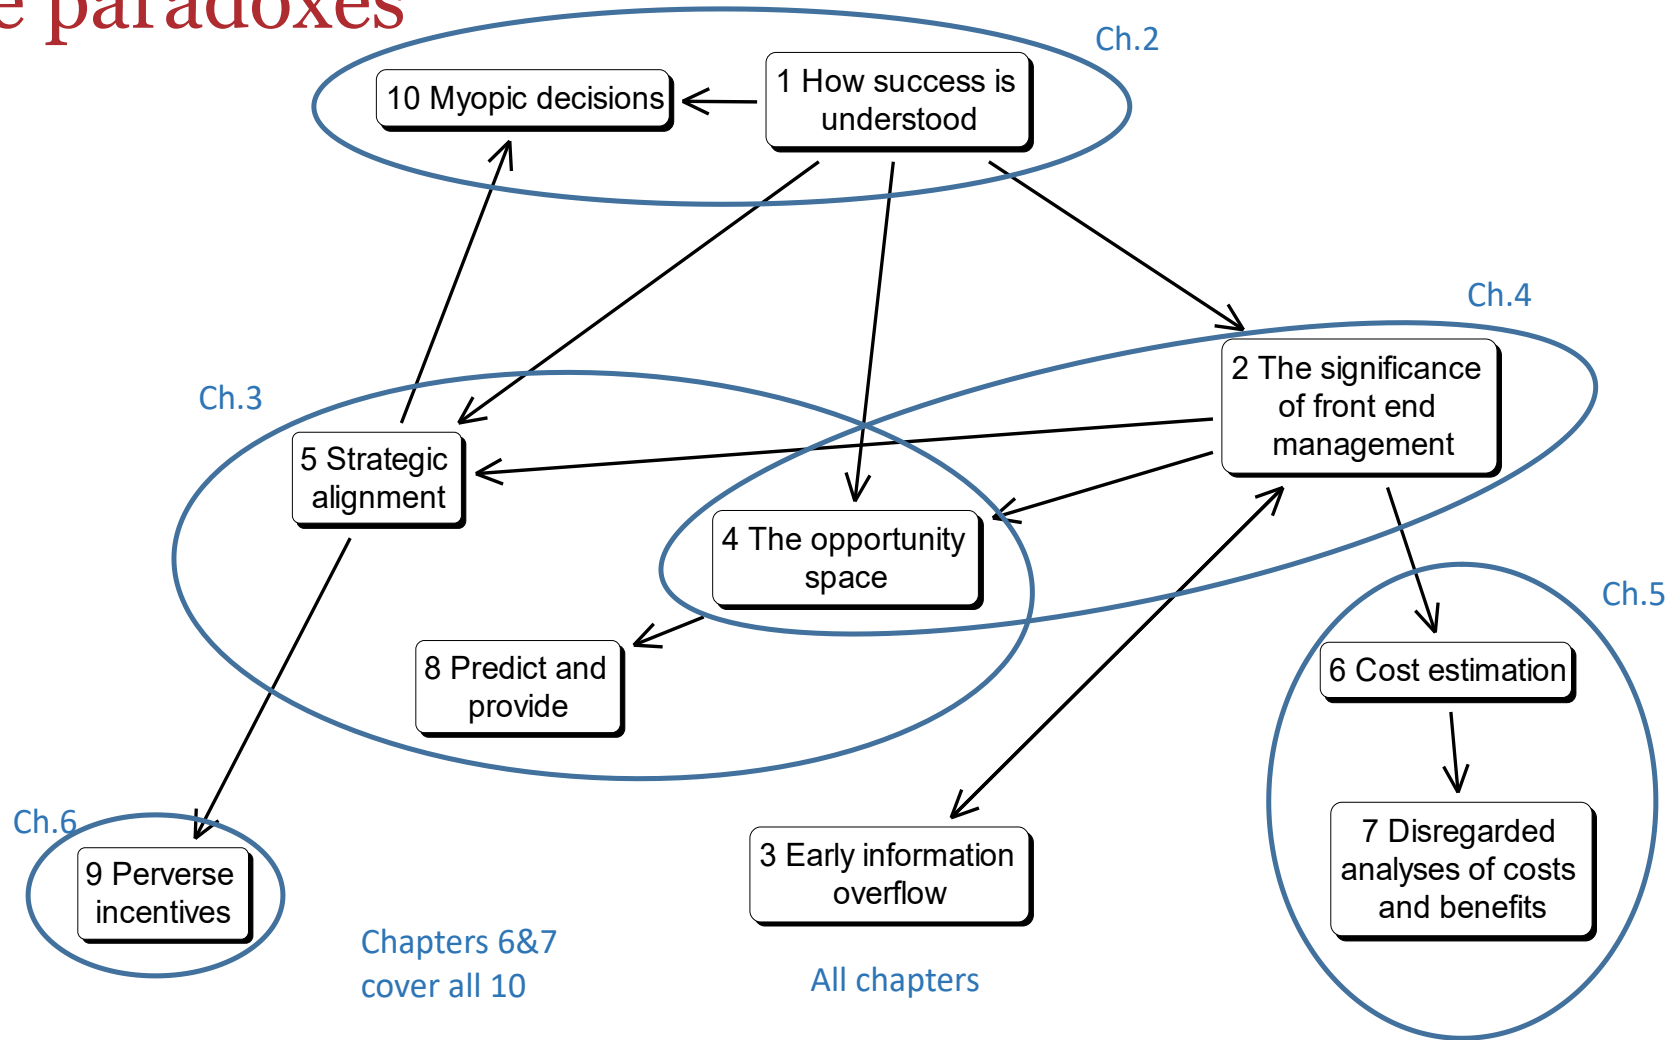 e paradoxes
Ch.2
10 Myopic decisions
1 How success is
understood
Ch.4
2 The significance
of front end
management
Ch.3
5 Strategic
alignment
4 The opportunity
space
Ch.5
8 Predict and
provide
6 Cost estimation
Ch.6
9 Perverse
incentives
3 Early information
overflow
7 Disregarded
analyses of costs
and benefits
Chapters 6&7
cover all 10
All chapters